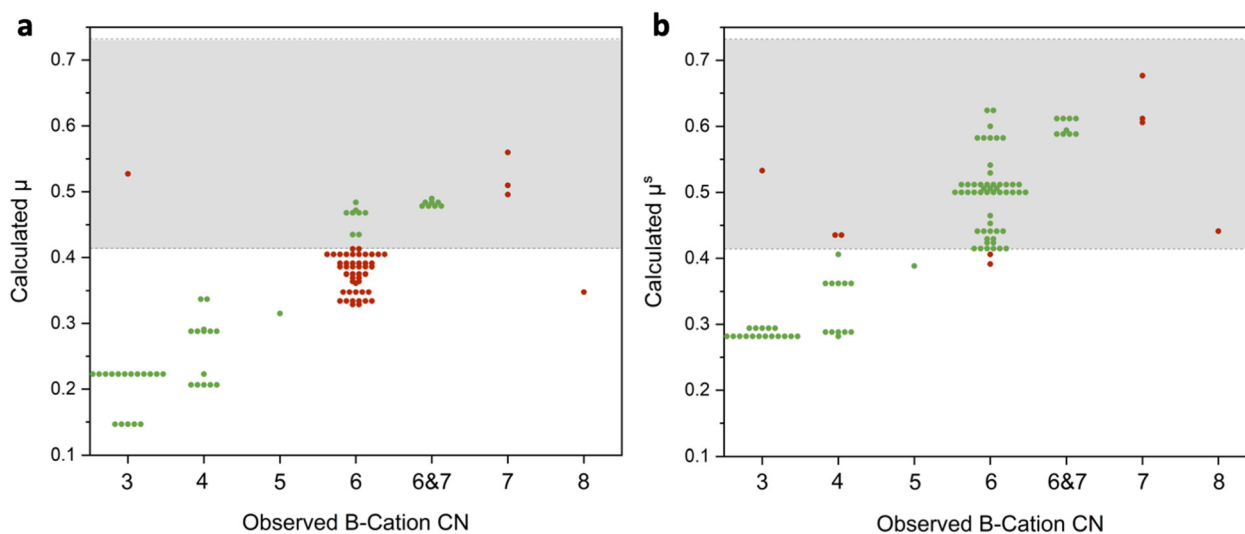 a
0.7
0.6
0.5
0.4
0.3
0.2
0.1
Calculated μ
3 4 5 6 6&7 7 8
Observed B-Cation CN
b
0.7
0.6
0.5
0.4
0.3
0.2
0.1
Calculated μˢ
3 4 5 6 6&7 7 8
Observed B-Cation CN